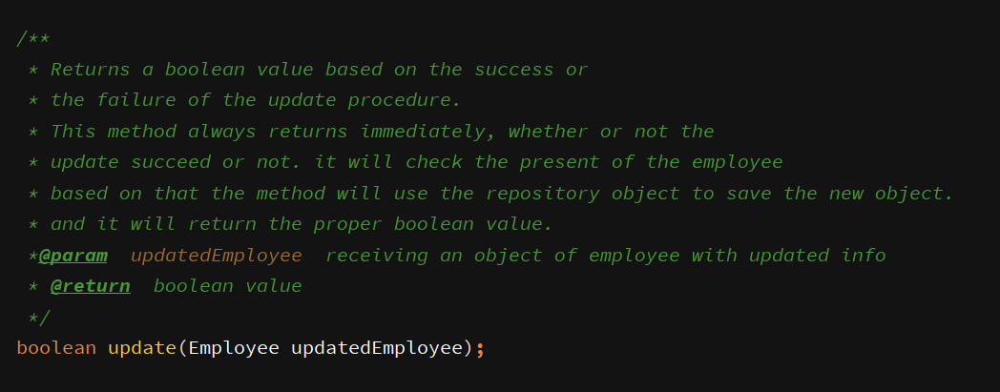 /**
* Returns a boolean value based on the success or
* the failure of the update procedure.
* This method always returns immediately, whether or not the
* update succeed or not. it will check the present of the employee
* based on that the method will use the repository object to save the new object.
* and it will return the proper boolean value.
*@param updatedEmployee receiving an object of employee with updated info
* @return boolean value
*/
boolean update(Employee updatedEmployee);